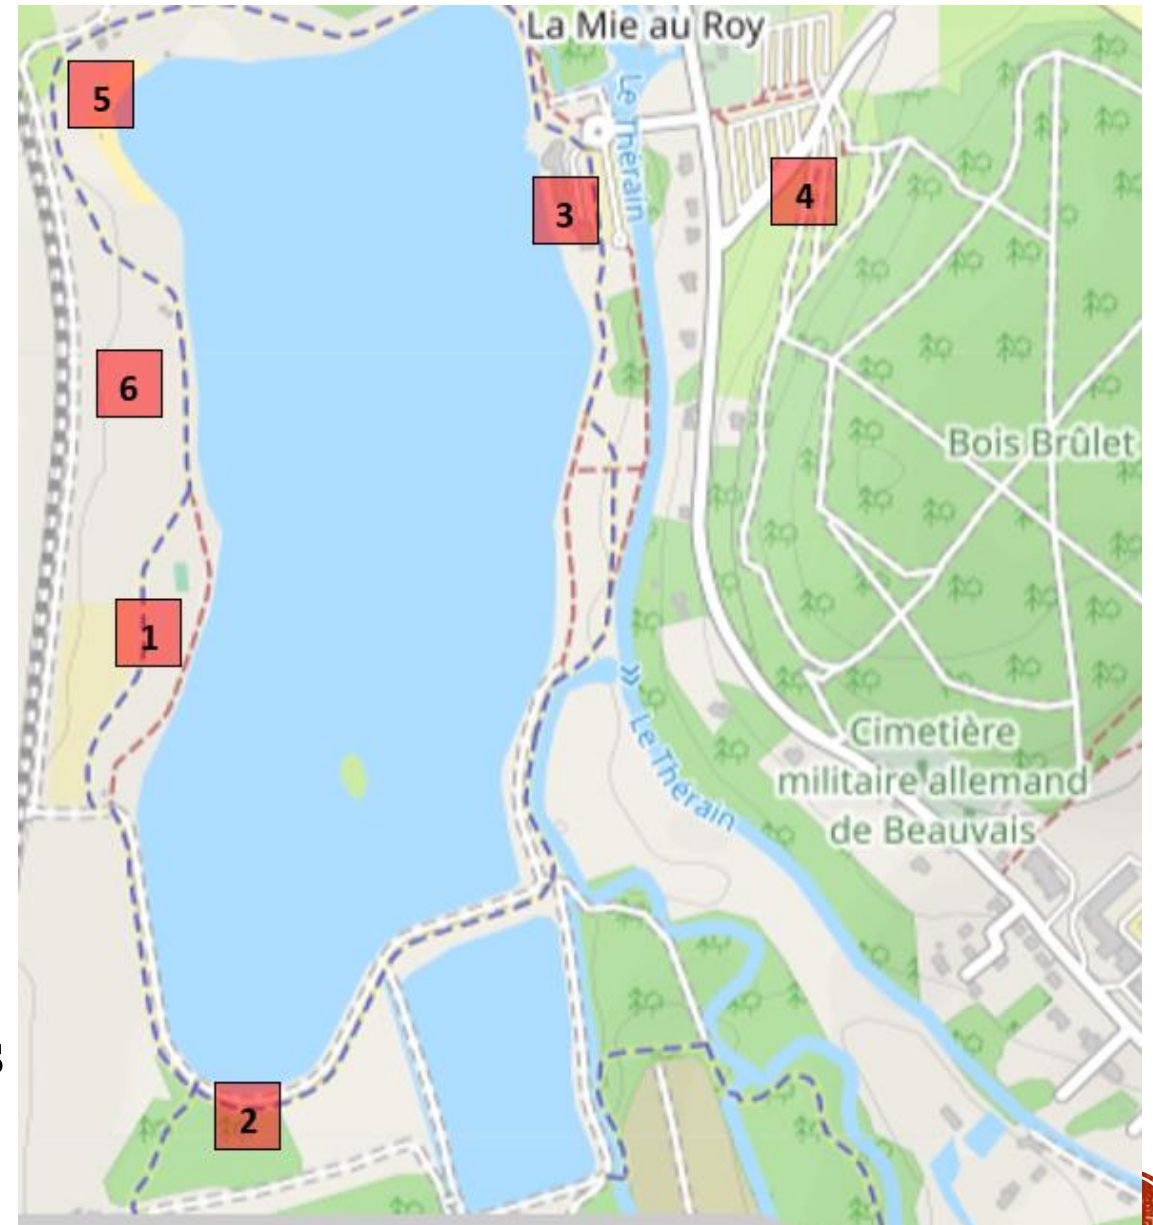 La Mie au Roy
5
Le Thérain
4
3
6
Bois Brûlet
1
Le Thérain
Cimetière
militaire allemand
de Beauvais
2